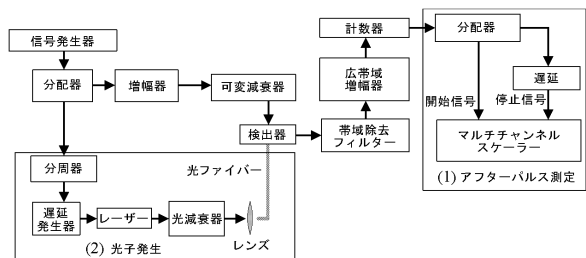 信号発生器
分配器
増幅器
可変減衰器
検出器
帯域除去
フィルター
広帯域
増幅器
計数器
分配器
遅延
開始信号
停止信号
マルチチャンネル
スケーラー
(1) アフターパルス測定
分周器
光ファイバー
遅延
発生器
レーザー
光減衰器
レンズ
(2) 光子発生